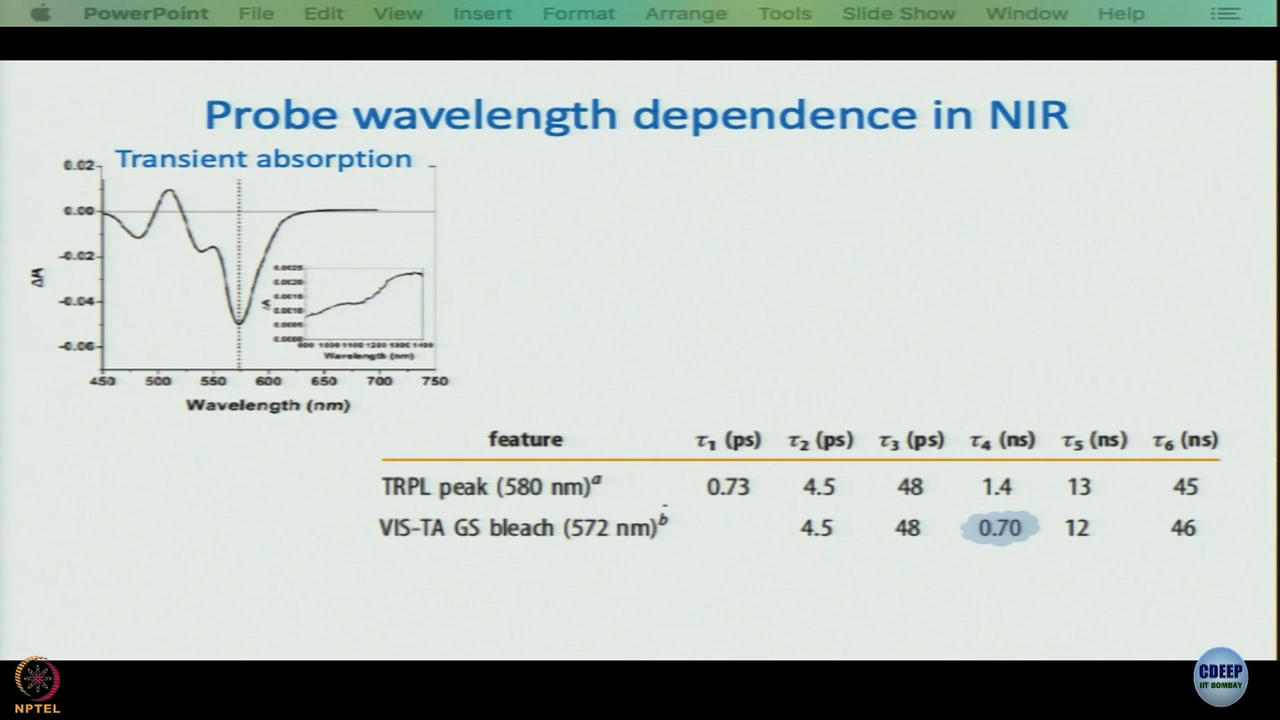 PowerPoint File Edit View Insert Format Arrange Tools Slide Show Window Help
Probe wavelength dependence in NIR
Transient absorption
0.02
0.00
-0.02
-0.04
-0.06
ΔA
450 500 550 600 650 700 750
Wavelength (nm)
0.0025
0.0020
0.0015
0.0010
0.0005
0.0000
1000 1100 1200 1300 1400
Wavelength (nm)
feature τ1 (ps) τ2 (ps) τ3 (ps) τ4 (ns) τ5 (ns) τ6 (ns)
TRPL peak (580 nm)a 0.73 4.5 48 1.4 13 45
VIS-TA GS bleach (572 nm)b 4.5 48 0.70 12 46
NPTEL
CDEEP
IIT BOMBAY